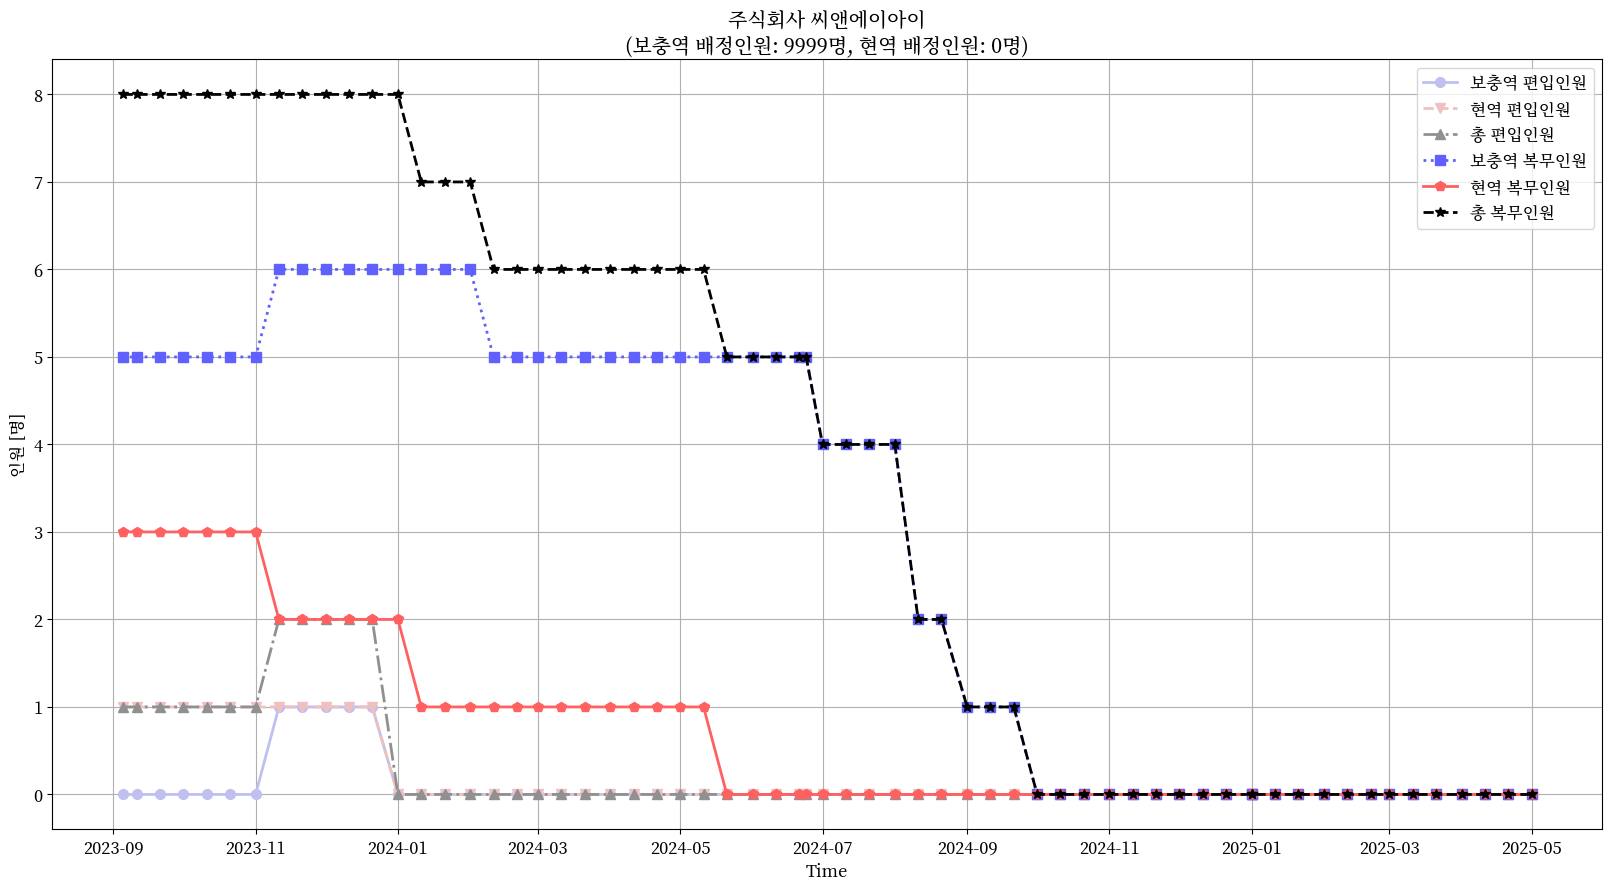 주식회사 씨앤에이아이
(보충역 배정인원: 9999명, 현역 배정인원: 0명)
보충역 편입인원
현역 편입인원
총 편입인원
보충역 복무인원
현역 복무인원
총 복무인원
인원 [명]
8
7
6
5
4
3
2
1
0
2023-09 2023-11 2024-01 2024-03 2024-05 2024-07 2024-09 2024-11 2025-01 2025-03 2025-05
Time